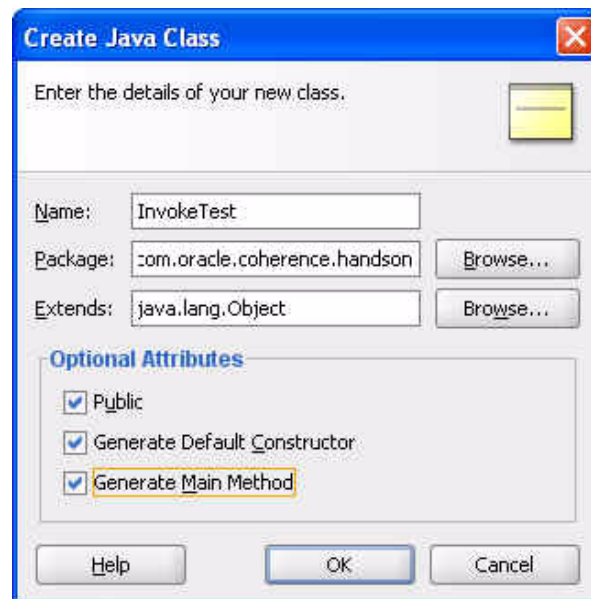 Create Java Class
Enter the details of your new class.
Name: InvokeTest
Package: com.oracle.coherence.handson Browse...
Extends: java.lang.Object Browse...
Optional Attributes
Public
Generate Default Constructor
Generate Main Method
Help OK Cancel